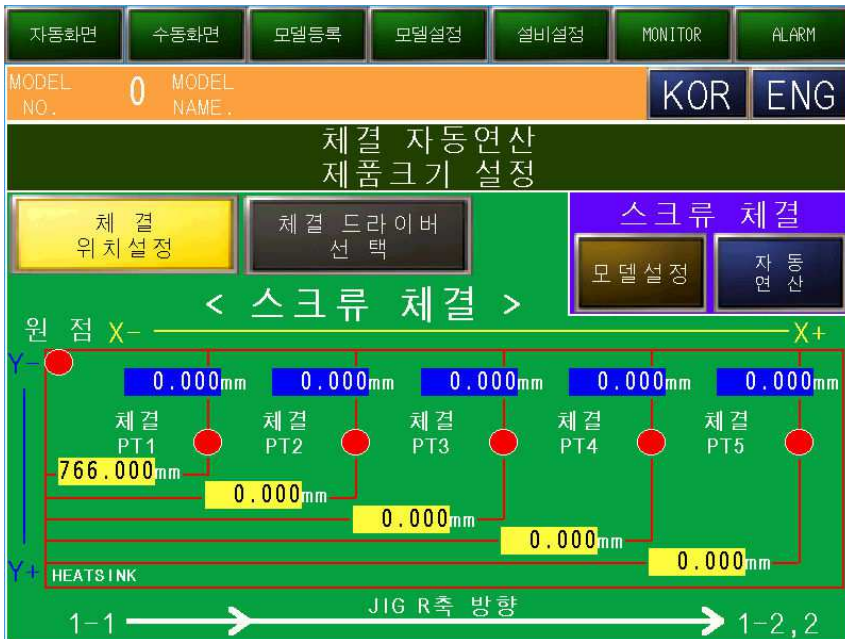 자동화면 수동화면 모델등록 모델설정 설비설정 MONITOR ALARM
MODEL NO. 0 MODEL NAME. KOR ENG
체결 자동연산
제품크기 설정
체 결
위치설정
체결 드라이버
선 택
스크류 체결
모델설정
자 동
연 산
< 스크류 체결 >
원 점 X- X+
Y-
0.000mm 0.000mm 0.000mm 0.000mm 0.000mm
체결 체결 체결 체결 체결
PT1 PT2 PT3 PT4 PT5
766.000mm
0.000mm
0.000mm
0.000mm
0.000mm
Y+ HEATSINK
JIG R축 방향
1-1 1-2,2